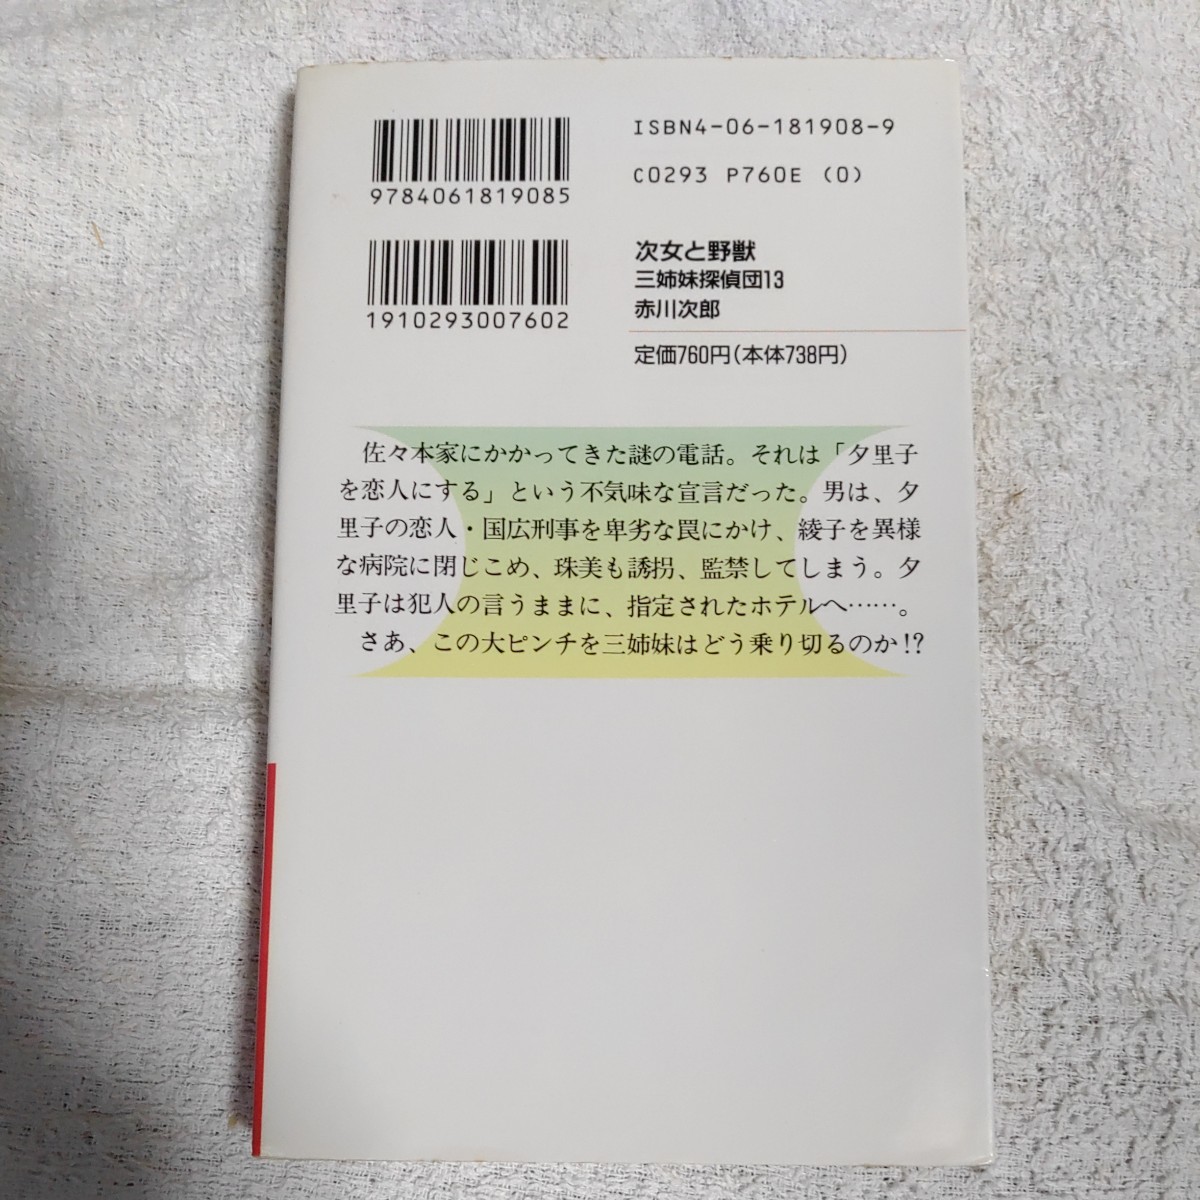 ISBN4-06-181908-9
9784061819085
C0293 P760E (0)
次女と野獣
三姉妹探偵団13
赤川次郎
1910293007602
定価760円(本体738円)
佐々本家にかかってきた謎の電話。それは「夕里子
を恋人にする」という不気味な宣言だった。男は、夕
里子の恋人・国広刑事を卑劣な罠にかけ、綾子を異様
な病院に閉じこめ、珠美も誘拐、監禁してしまう。夕
里子は犯人の言うままに、指定されたホテルへ……。
さあ、この大ピンチを三姉妹はどう乗り切るのか!?